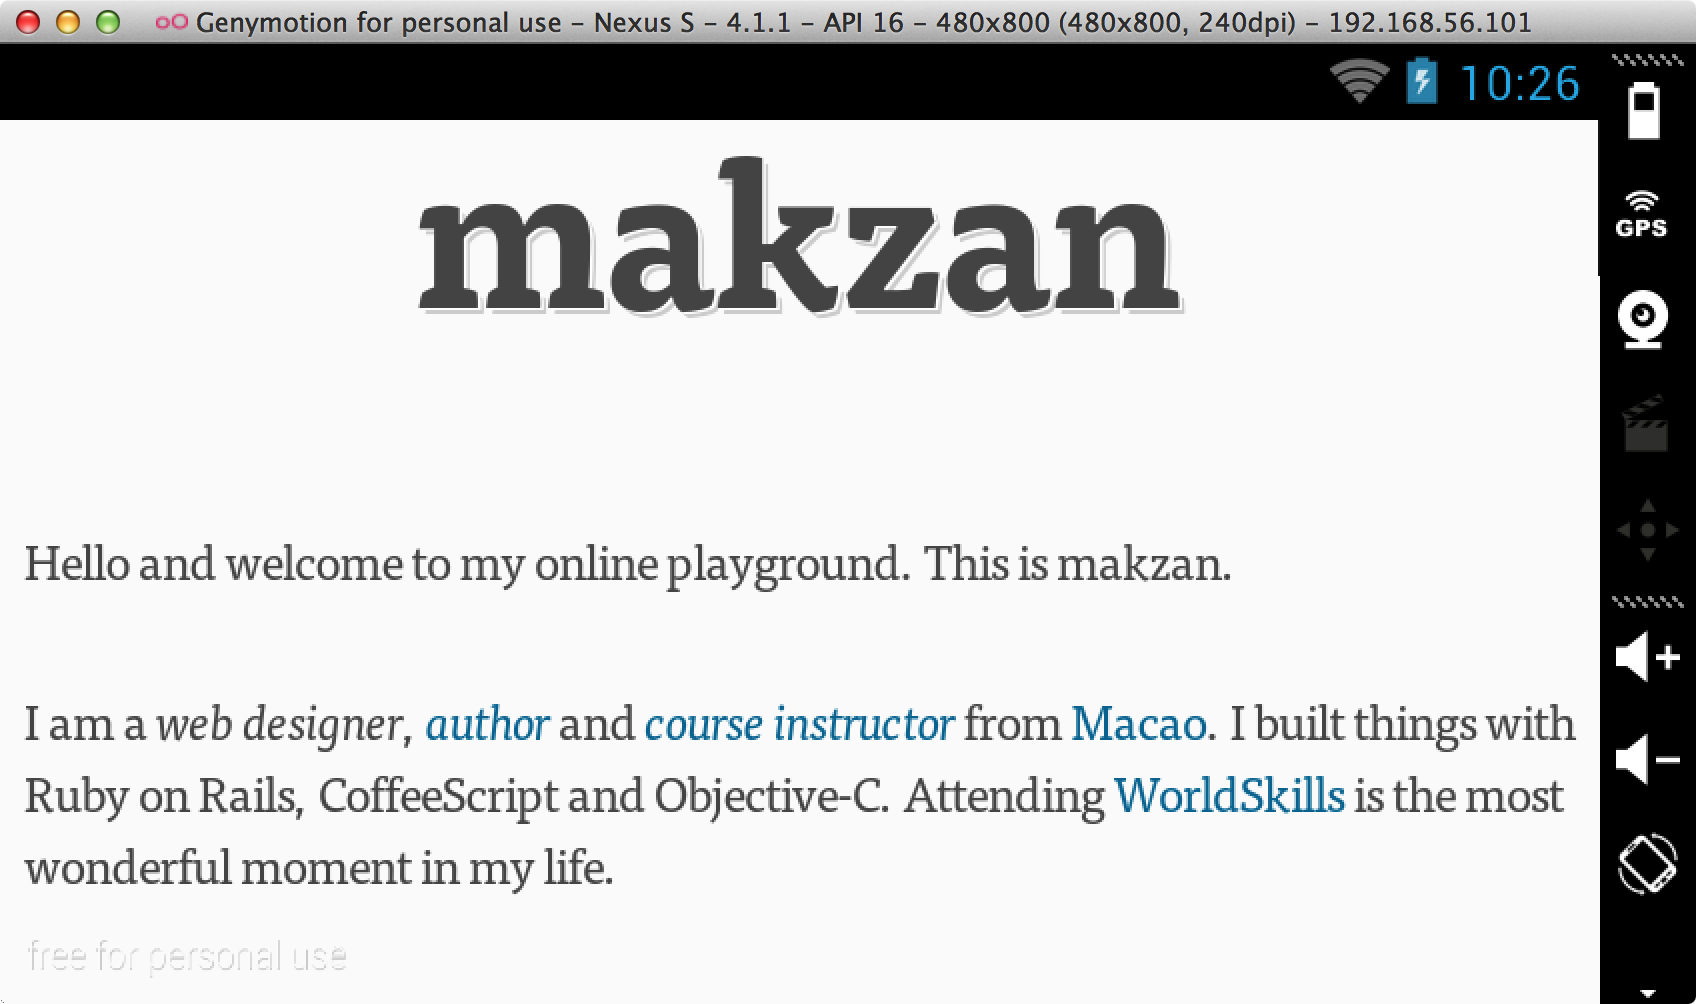 Genymotion for personal use – Nexus S – 4.1.1 – API 16 – 480x800 (480x800, 240dpi) – 192.168.56.101
10:26
GPS
makzan
Hello and welcome to my online playground. This is makzan.
I am a web designer, author and course instructor from Macao. I built things with
Ruby on Rails, CoffeeScript and Objective-C. Attending WorldSkills is the most
wonderful moment in my life.
free for personal use